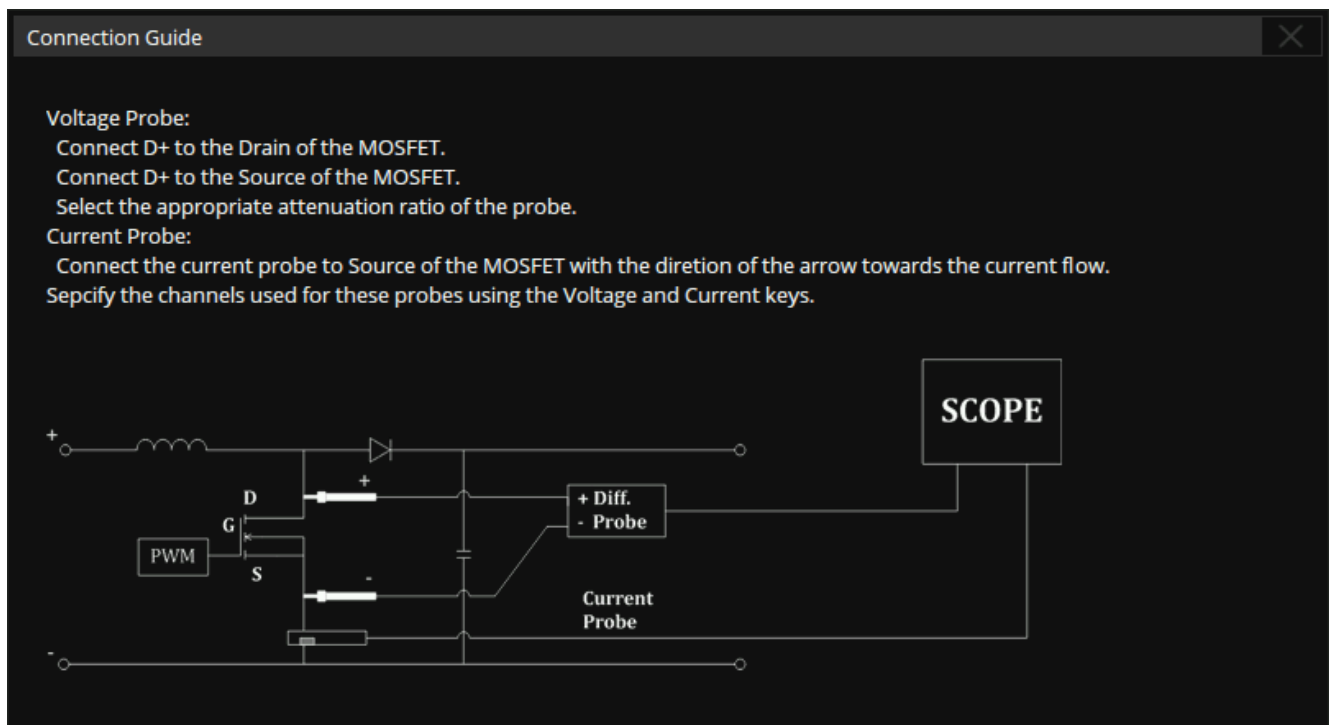 Connection Guide
Voltage Probe:
Connect D+ to the Drain of the MOSFET.
Connect D+ to the Source of the MOSFET.
Select the appropriate attenuation ratio of the probe.
Current Probe:
Connect the current probe to Source of the MOSFET with the diretion of the arrow towards the current flow.
Sepcify the channels used for these probes using the Voltage and Current keys.
SCOPE
+
+
D
+ Diff.
- Probe
G
PWM
S
-
Current
Probe
-